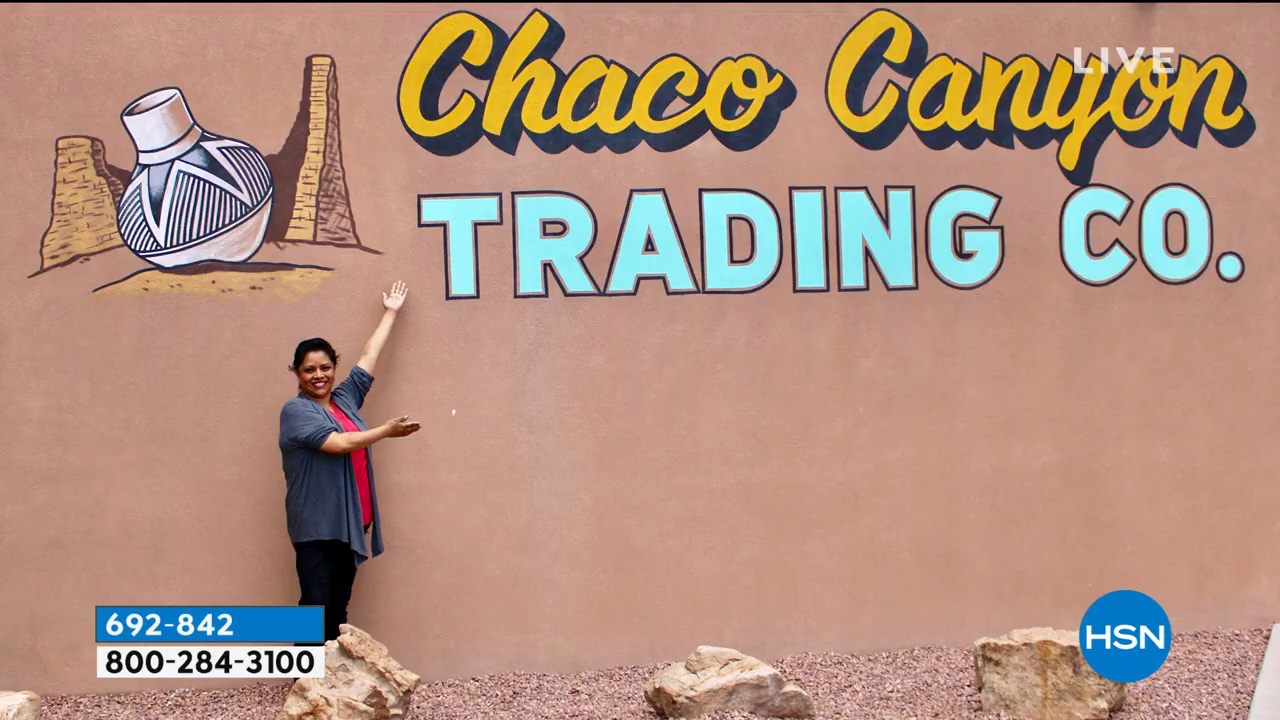 Chaco Canyon
LIVE
TRADING CO.
692-842
800-284-3100
HSN